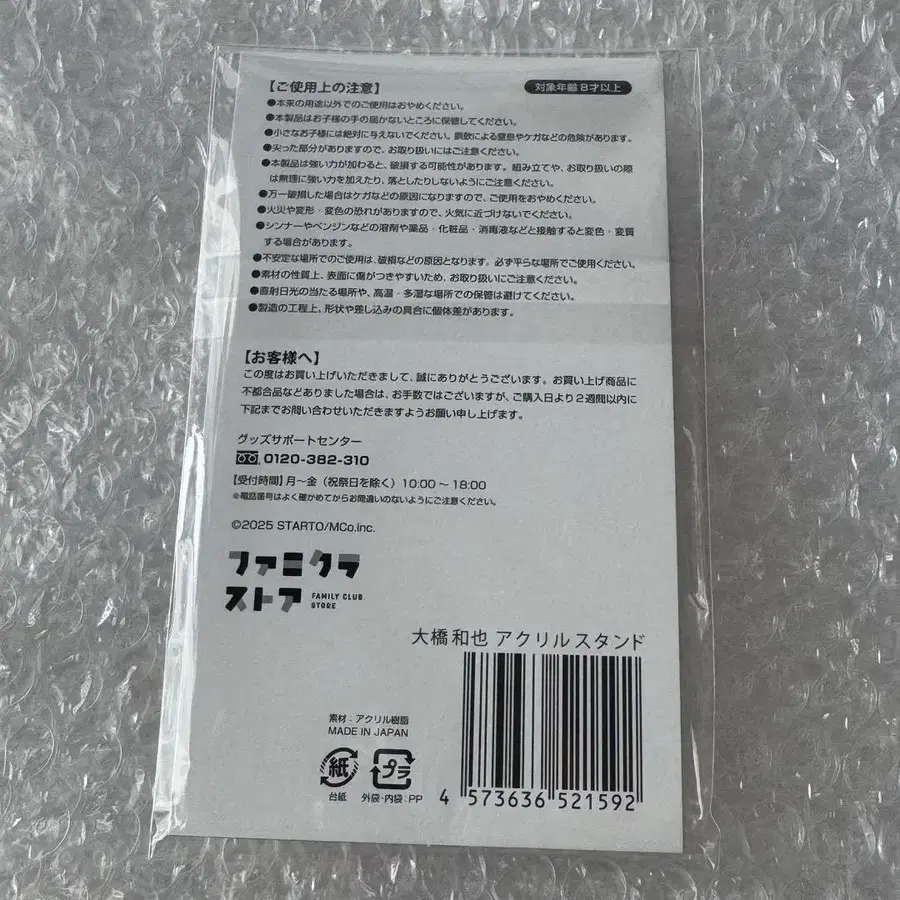 【ご使用上の注意】
対象年齢 8才以上
●本来の用途以外でのご使用はおやめください。
●本製品はお子様の手の届かないところに保管してください。
●小さなお子様には絶対に与えないでください。誤飲による窒息やケガなどの危険があります。
●尖った部分がありますので、お取り扱いにはご注意ください。
●本製品は強い力が加わると、破損する可能性があります。組み立てや、お取り扱いの際
は無理に強い力を加えたり、落としたりしないようにご注意ください。
●万一破損した場合はケガなどの原因になりますので、ご使用をおやめください。
●火災や変形・変色の恐れがありますので、火気に近づけないでください。
●シンナーやベンジンなどの溶剤や薬品・化粧品・消毒液などと接触すると変色・変質
する場合があります。
●不安定な場所でのご使用は、破損などの原因となります。必ず平らな場所でご使用ください。
●素材の性質上、表面に傷がつきやすいため、お取り扱いにご注意ください。
●直射日光の当たる場所や、高温・多湿な場所での保管は避けてください。
●製造の工程上、形状や差し込みの具合に個体差があります。
【お客様へ】
この度はお買い上げいただきまして、誠にありがとうございます。お買い上げ商品に
不都合品などありました場合は、お手数ではございますが、ご購入日より2週間以内に
下記までお問い合わせいただきますようお願い申し上げます。
グッズサポートセンター
0120-382-310
【受付時間】月～金（祝祭日を除く）10:00～18:00
※電話番号はよく確かめてからお間違いのないようにご注意ください。
©2025 STARTO/MCo.inc.
ファミクラ
ストア FAMILY CLUB
STORE
大橋和也 アクリルスタンド
素材：アクリル樹脂
MADE IN JAPAN
紙 プラ
台紙 外袋・内袋：PP
4 573636 521592